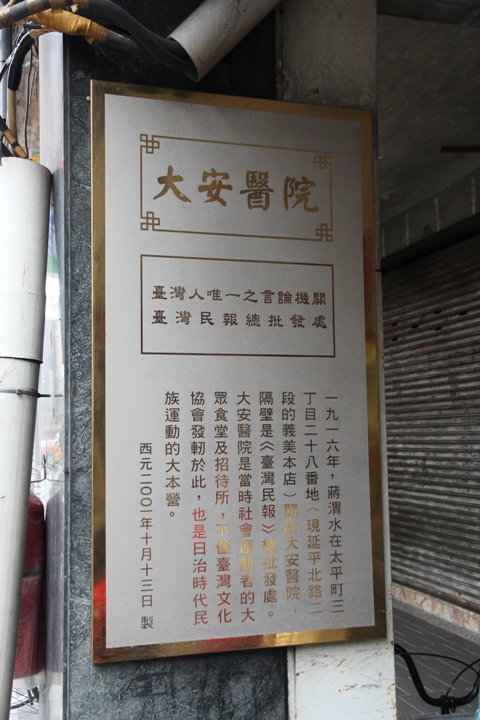 大安醫院
臺灣人唯一之言論機關
臺灣民報總批發處
一九一六年，蔣渭水在太平町三
丁目二十八番地（現延平北路二
段的義美本店）開設大安醫院，
隔壁是《臺灣民報》總批發處。
大安醫院是當時社會運動者的大
眾食堂及招待所，不僅臺灣文化
協會發軔於此，也是日治時代民
族運動的大本營。
西元二〇〇一年十月十三日 製